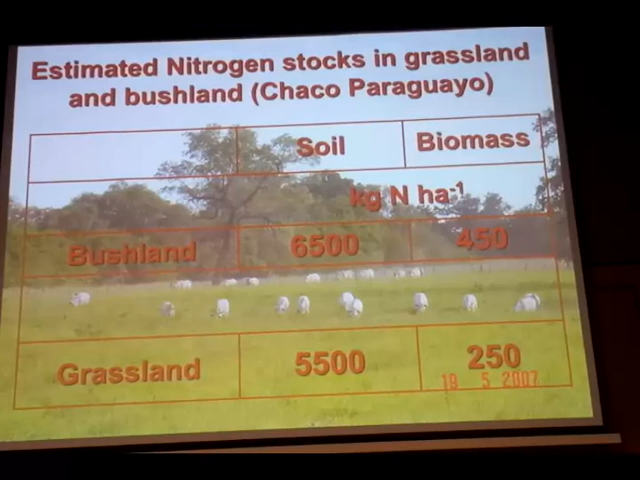 Estimated Nitrogen stocks in grassland
and bushland (Chaco Paraguayo)
Soil Biomass
kg N ha-1
Bushland 6500 450
Grassland 5500 250
19 5 2007